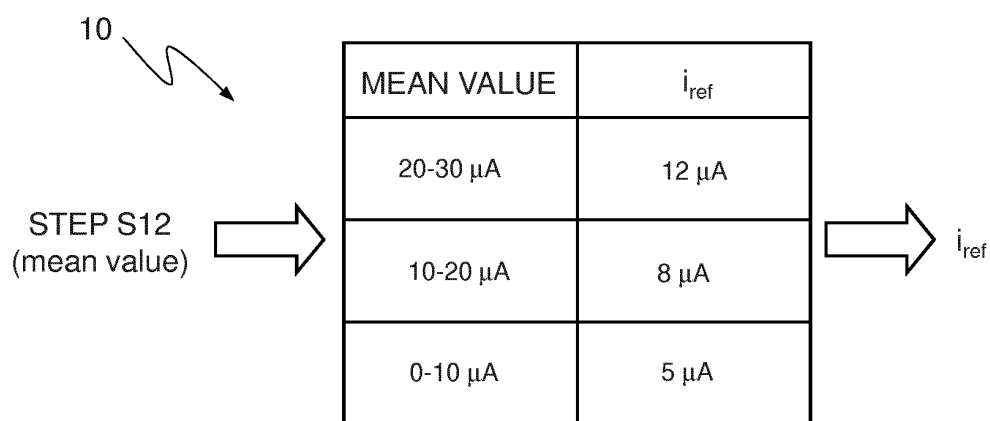 10
MEAN VALUE i_ref
20-30 μA 12 μA
STEP S12
(mean value)
10-20 μA 8 μA
i_ref
0-10 μA 5 μA